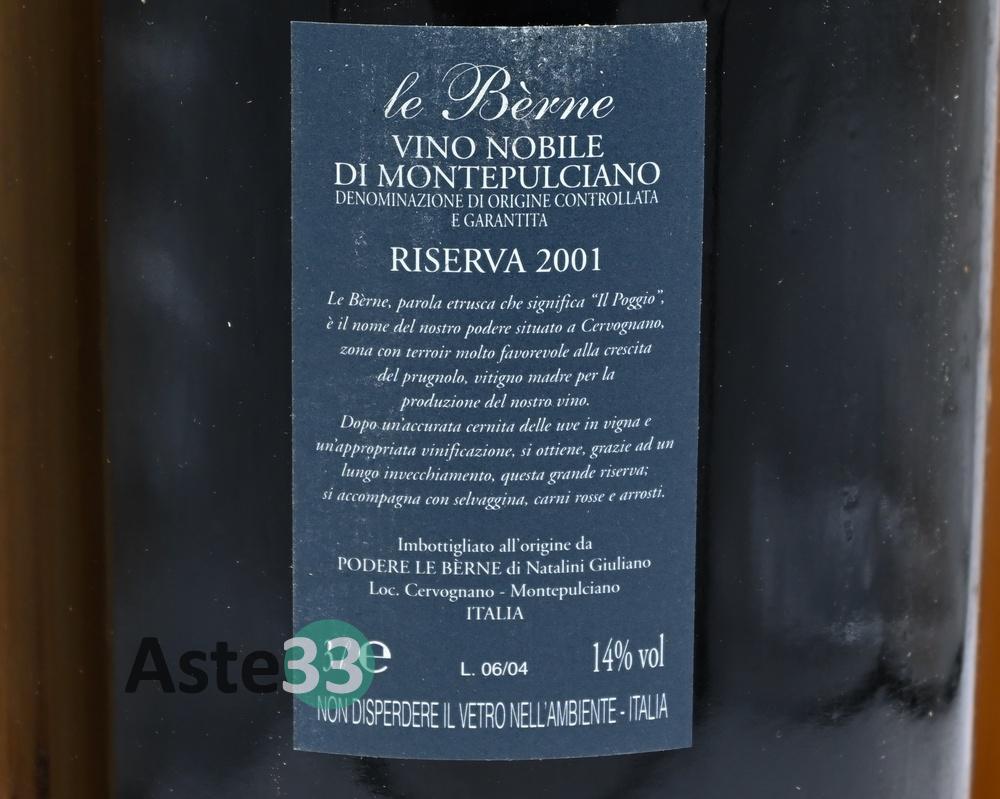 le Bèrne
VINO NOBILE
DI MONTEPULCIANO
DENOMINAZIONE DI ORIGINE CONTROLLATA
E GARANTITA
RISERVA 2001
Le Bèrne, parola etrusca che significa “Il Poggio”,
è il nome del nostro podere situato a Cervognano,
zona con terroir molto favorevole alla crescita
del prugnolo, vitigno madre per la
produzione del nostro vino.
Dopo un'accurata cernita delle uve in vigna e
un'appropriata vinificazione, si ottiene, grazie ad un
lungo invecchiamento, questa grande riserva;
si accompagna con selvaggina, carni rosse e arrosti.
Imbottigliato all'origine da
PODERE LE BÈRNE di Natalini Giuliano
Loc. Cervognano - Montepulciano
ITALIA
e L. 06/04 14% vol
Aste33
NON DISPERDERE IL VETRO NELL'AMBIENTE - ITALIA